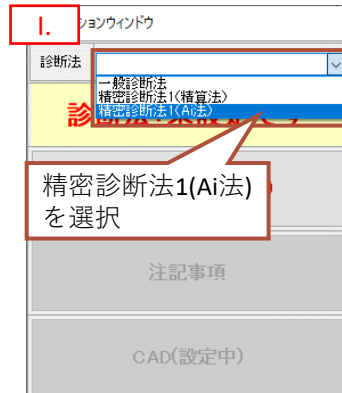 I.
ションウィンドウ
診断法
一般診断法
精密診断法1(精算法)
精密診断法1(Ai法)
精密診断法1(Ai法)
を選択
注記事項
CAD(設定中)